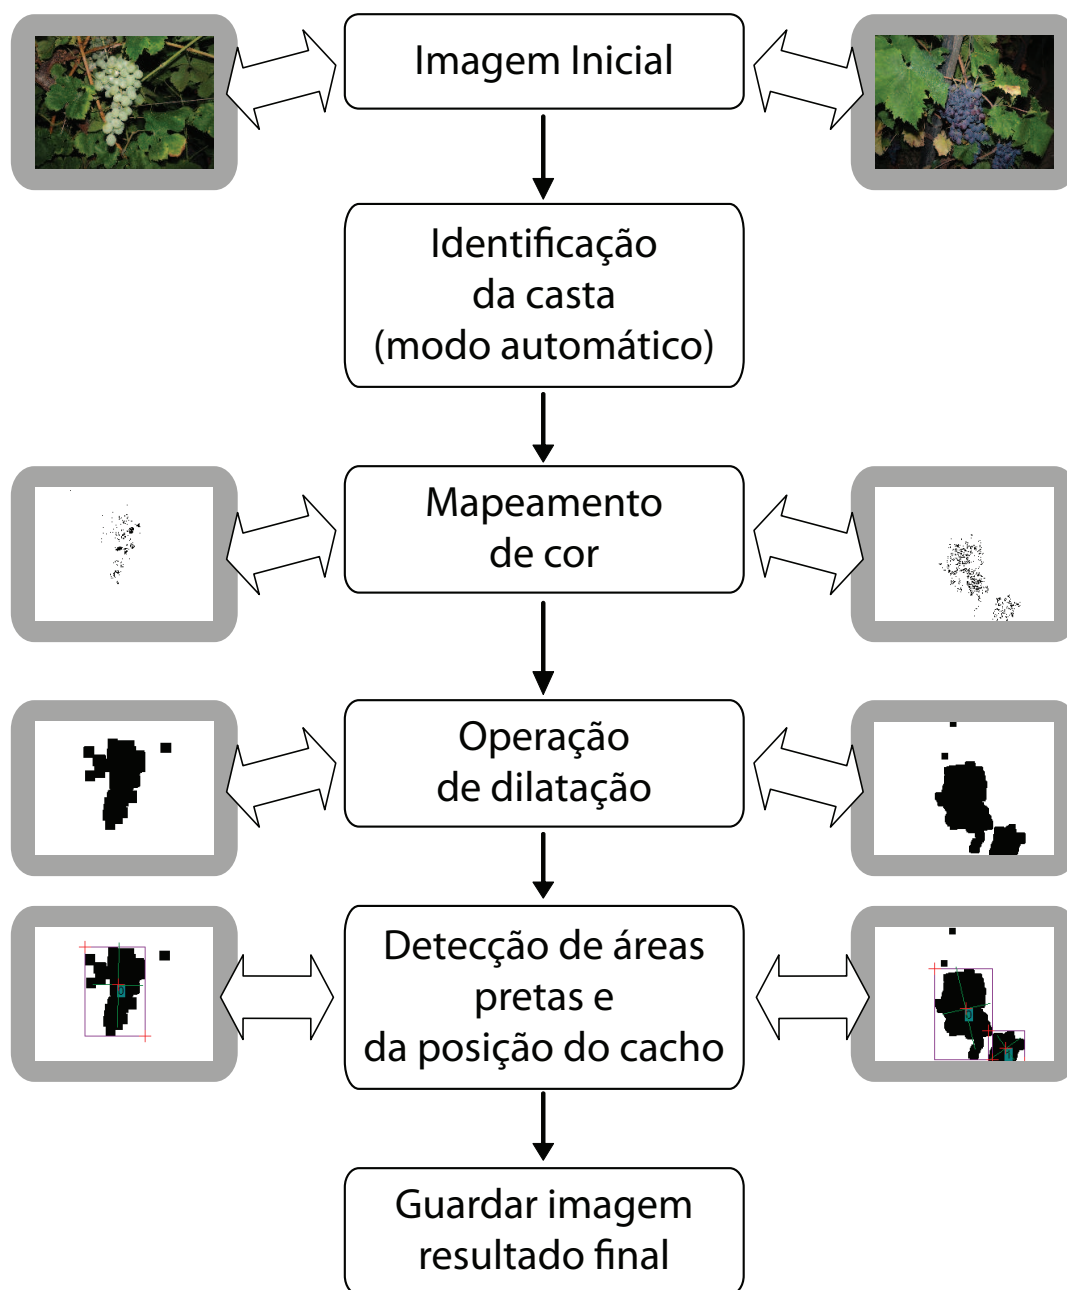 Imagem Inicial
Identificação
da casta
(modo automático)
Mapeamento
de cor
Operação
de dilatação
Detecção de áreas
pretas e
da posição do cacho
Guardar imagem
resultado final